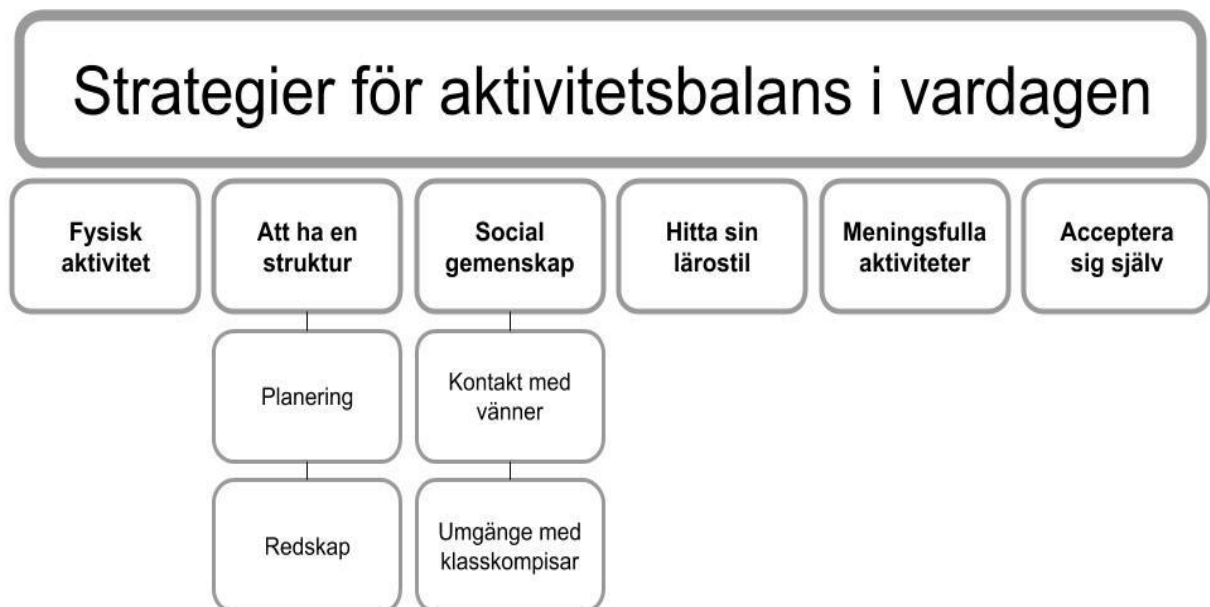 Strategier för aktivitetsbalans i vardagen
Fysisk
aktivitet
Att ha en
struktur
Social
gemenskap
Hitta sin
lärostil
Meningsfulla
aktiviteter
Acceptera
sig själv
Planering
Kontakt med
vänner
Redskap
Umgänge med
klasskompisar